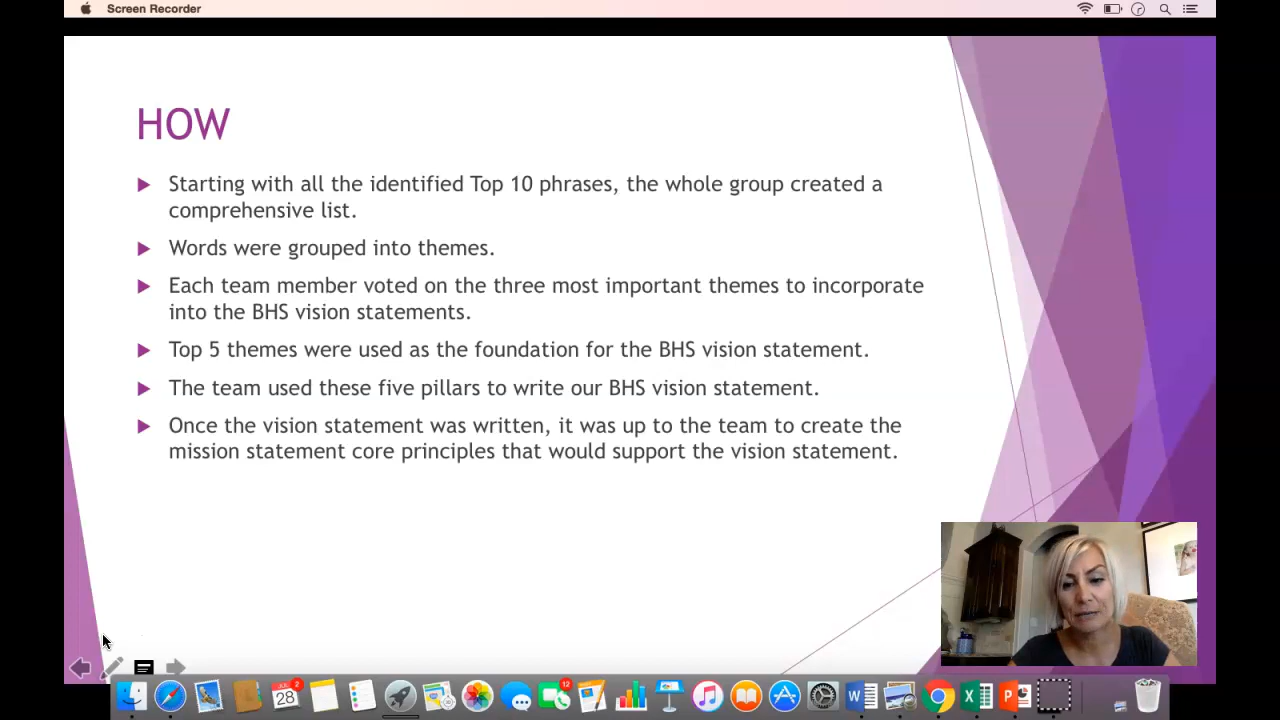 Screen Recorder
HOW
Starting with all the identified Top 10 phrases, the whole group created a
comprehensive list.
Words were grouped into themes.
Each team member voted on the three most important themes to incorporate
into the BHS vision statements.
Top 5 themes were used as the foundation for the BHS vision statement.
The team used these five pillars to write our BHS vision statement.
Once the vision statement was written, it was up to the team to create the
mission statement core principles that would support the vision statement.
28
2
12